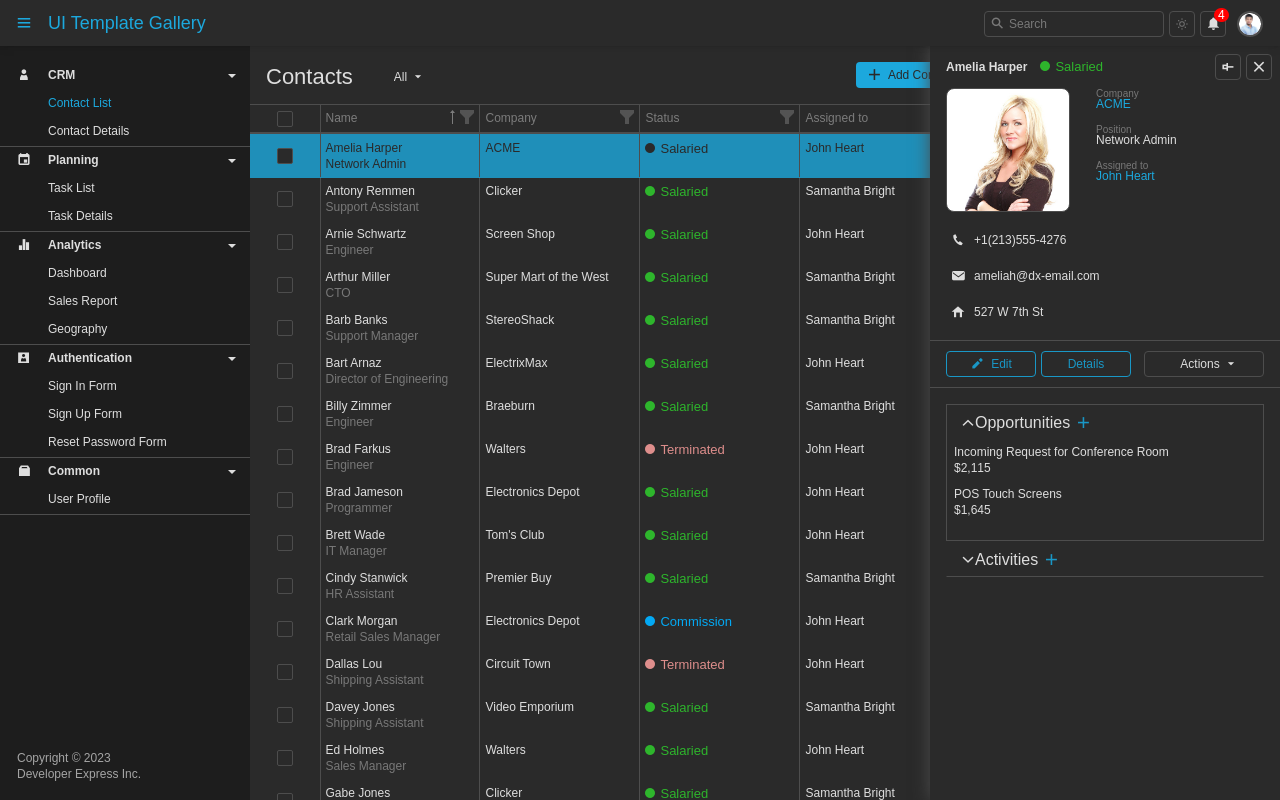 UI Template Gallery
Search
4
CRM
Contact List
Contact Details
Planning
Task List
Task Details
Analytics
Dashboard
Sales Report
Geography
Authentication
Sign In Form
Sign Up Form
Reset Password Form
Common
User Profile
Copyright © 2023
Developer Express Inc.
Contacts
All
Name Company Status Assigned to
Amelia Harper ACME Salaried John Heart
Network Admin
Antony Remmen Clicker Salaried Samantha Bright
Support Assistant
Arnie Schwartz Screen Shop Salaried John Heart
Engineer
Arthur Miller Super Mart of the West Salaried Samantha Bright
CTO
Barb Banks StereoShack Salaried Samantha Bright
Support Manager
Bart Arnaz ElectrixMax Salaried John Heart
Director of Engineering
Billy Zimmer Braeburn Salaried Samantha Bright
Engineer
Brad Farkus Walters Terminated John Heart
Engineer
Brad Jameson Electronics Depot Salaried John Heart
Programmer
Brett Wade Tom's Club Salaried John Heart
IT Manager
Cindy Stanwick Premier Buy Salaried Samantha Bright
HR Assistant
Clark Morgan Electronics Depot Commission John Heart
Retail Sales Manager
Dallas Lou Circuit Town Terminated John Heart
Shipping Assistant
Davey Jones Video Emporium Salaried Samantha Bright
Shipping Assistant
Ed Holmes Walters Salaried John Heart
Sales Manager
Gabe Jones Clicker Salaried Samantha Bright
Add
Amelia Harper Salaried
Company
ACME
Position
Network Admin
Assigned to
John Heart
+1(213)555-4276
ameliah@dx-email.com
527 W 7th St
Edit Details Actions
Opportunities
Incoming Request for Conference Room
$2,115
POS Touch Screens
$1,645
Activities